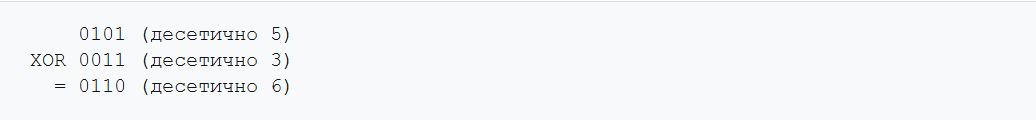 0101 (десетично 5)
XOR 0011 (десетично 3)
= 0110 (десетично 6)